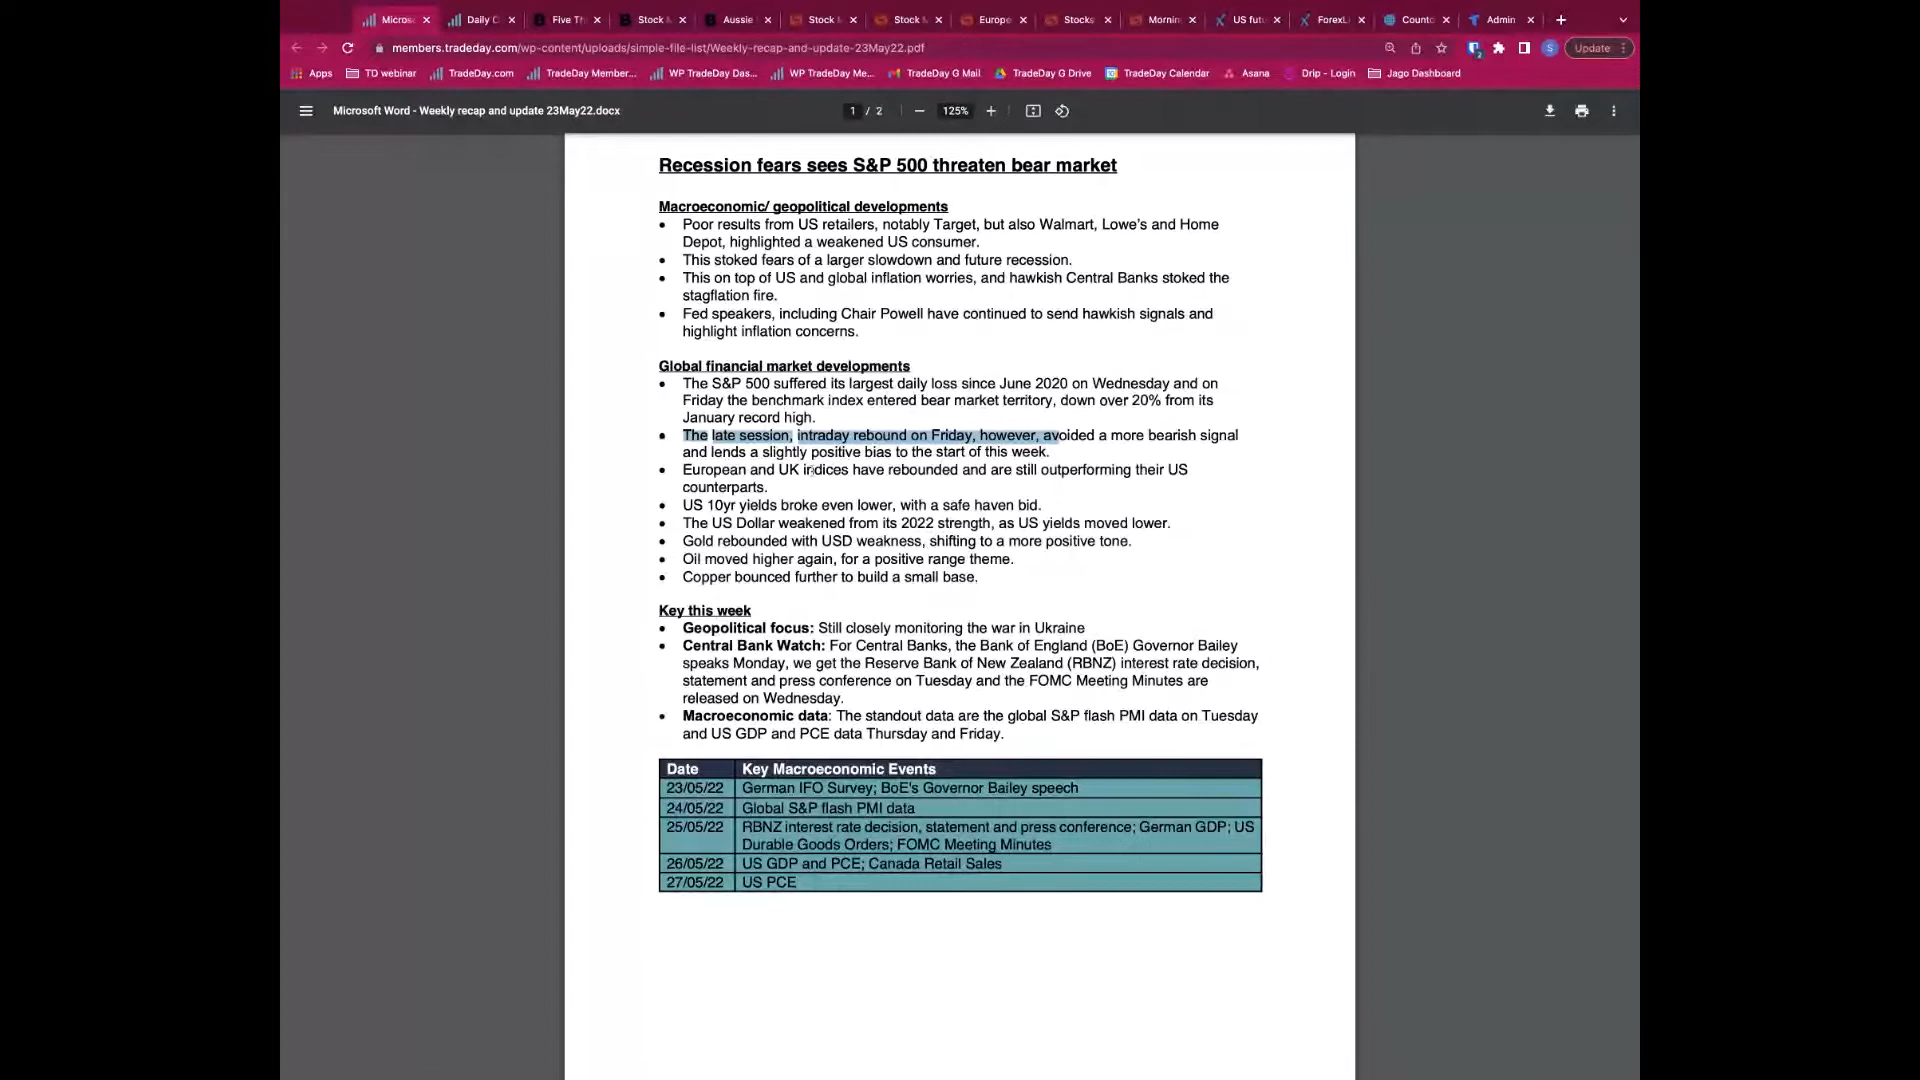 Micros
Daily C
Five Th
Stock M
Aussie
Stock M
Stock M
Europe
Stocks
Mornin
US futu
ForexLi
Counto
Admin
members.tradeday.com/wp-content/uploads/simple-file-list/Weekly-recap-and-update-23May22.pdf
S
Update
Apps
TD webinar
TradeDay.com
TradeDay Member...
WP TradeDay Das...
WP TradeDay Me...
TradeDay G Mail
TradeDay G Drive
TradeDay Calendar
Asana
Drip - Login
Jago Dashboard
Microsoft Word - Weekly recap and update 23May22.docx
1 / 2
125%
Recession fears sees S&P 500 threaten bear market
Macroeconomic/ geopolitical developments
• Poor results from US retailers, notably Target, but also Walmart, Lowe's and Home
Depot, highlighted a weakened US consumer.
• This stoked fears of a larger slowdown and future recession.
• This on top of US and global inflation worries, and hawkish Central Banks stoked the
stagflation fire.
• Fed speakers, including Chair Powell have continued to send hawkish signals and
highlight inflation concerns.
Global financial market developments
• The S&P 500 suffered its largest daily loss since June 2020 on Wednesday and on
Friday the benchmark index entered bear market territory, down over 20% from its
January record high.
• The late session, intraday rebound on Friday, however, avoided a more bearish signal
and lends a slightly positive bias to the start of this week.
• European and UK indices have rebounded and are still outperforming their US
counterparts.
• US 10yr yields broke even lower, with a safe haven bid.
• The US Dollar weakened from its 2022 strength, as US yields moved lower.
• Gold rebounded with USD weakness, shifting to a more positive tone.
• Oil moved higher again, for a positive range theme.
• Copper bounced further to build a small base.
Key this week
• Geopolitical focus: Still closely monitoring the war in Ukraine
• Central Bank Watch: For Central Banks, the Bank of England (BoE) Governor Bailey
speaks Monday, we get the Reserve Bank of New Zealand (RBNZ) interest rate decision,
statement and press conference on Tuesday and the FOMC Meeting Minutes are
released on Wednesday.
• Macroeconomic data: The standout data are the global S&P flash PMI data on Tuesday
and US GDP and PCE data Thursday and Friday.
Date Key Macroeconomic Events
23/05/22 German IFO Survey; BoE's Governor Bailey speech
24/05/22 Global S&P flash PMI data
25/05/22 RBNZ interest rate decision, statement and press conference; German GDP; US
Durable Goods Orders; FOMC Meeting Minutes
26/05/22 US GDP and PCE; Canada Retail Sales
27/05/22 US PCE